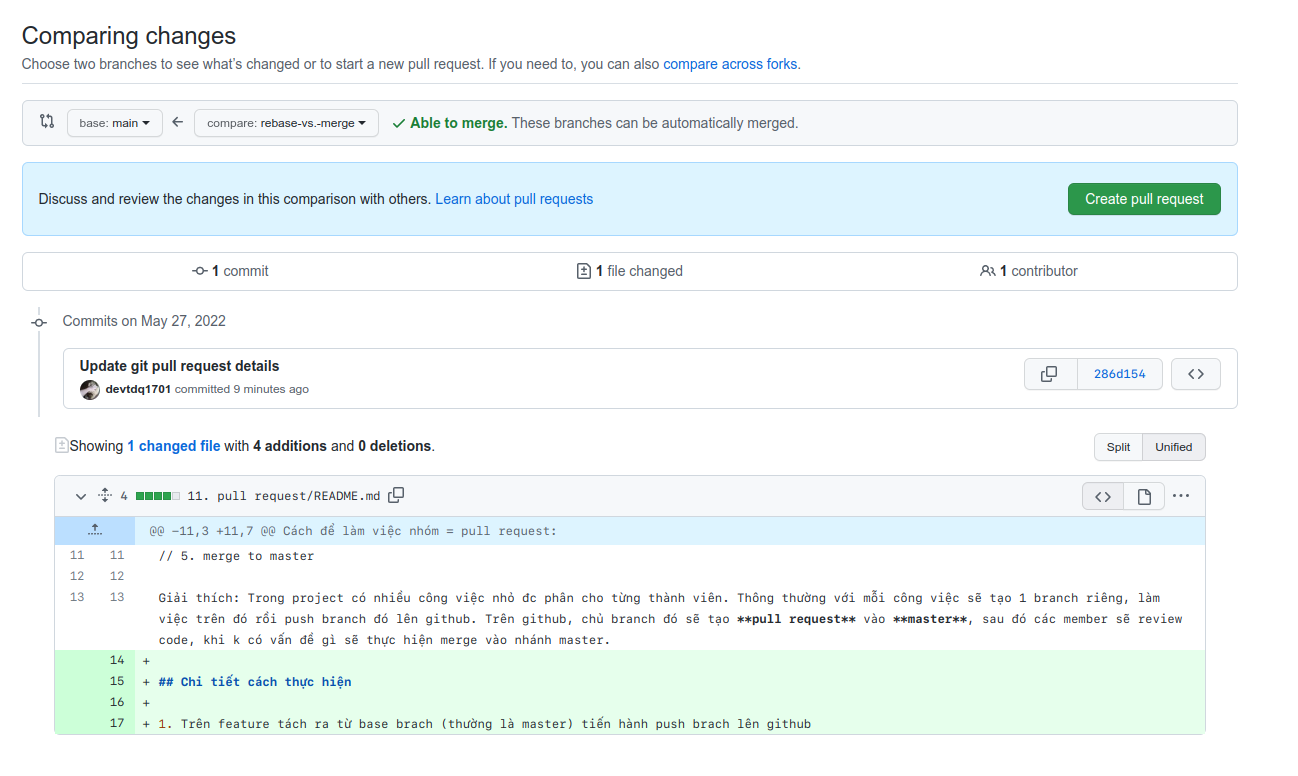 Comparing changes
Choose two branches to see what's changed or to start a new pull request. If you need to, you can also compare across forks.
base: main compare: rebase-vs.-merge Able to merge. These branches can be automatically merged.
Discuss and review the changes in this comparison with others. Learn about pull requests Create pull request
1 commit 1 file changed 1 contributor
Commits on May 27, 2022
Update git pull request details
devtdq1701 committed 9 minutes ago 286d154
Showing 1 changed file with 4 additions and 0 deletions. Split Unified
4 11. pull request/README.md
@@ -11,3 +11,7 @@ Cách để làm việc nhóm = pull request:
11 11 // 5. merge to master
12 12
13 13 Giải thích: Trong project có nhiều công việc nhỏ đc phân cho từng thành viên. Thông thường với mỗi công việc sẽ tạo 1 branch riêng, làm
việc trên đó rồi push branch đó lên github. Trên github, chủ branch đó sẽ tạo **pull request** vào **master**, sau đó các member sẽ review
code, khi k có vấn đề gì sẽ thực hiện merge vào nhánh master.
14 +
15 + ## Chi tiết cách thực hiện
16 +
17 + 1. Trên feature tách ra từ base brach (thường là master) tiến hành push brach lên github